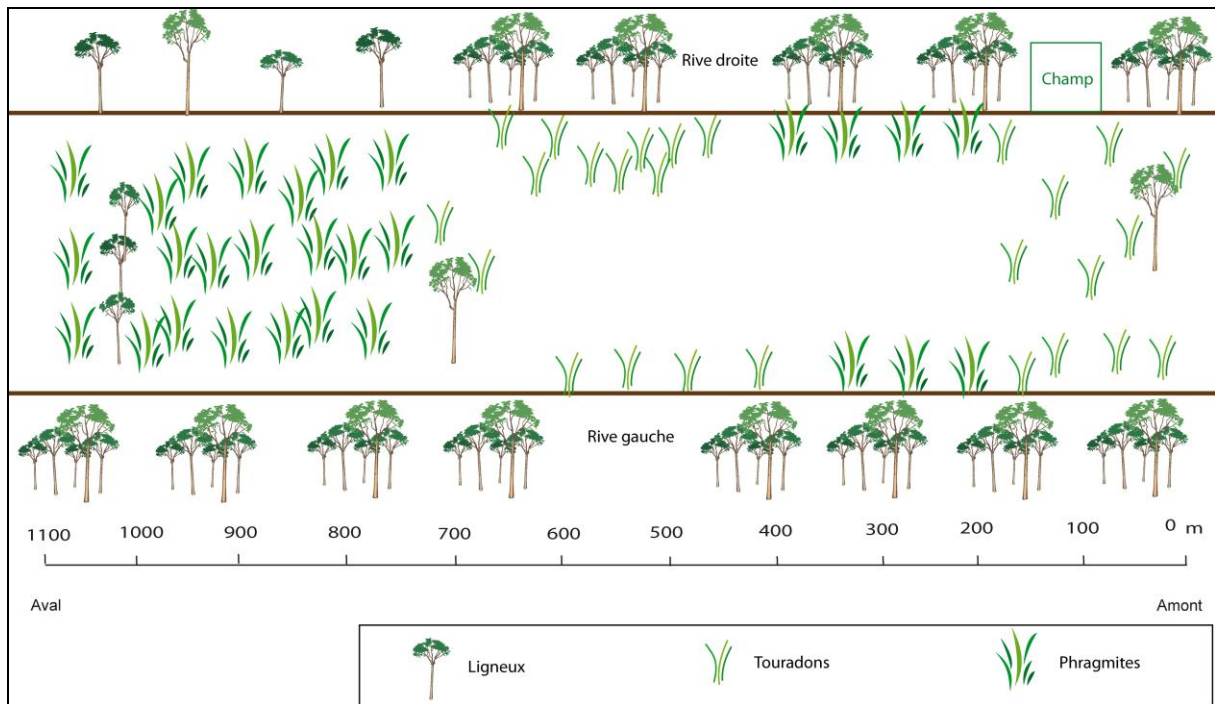 Rive droite
Champ
Rive gauche
1100 1000 900 800 700 600 500 400 300 200 100 0 m
Aval Amont
Ligneux Touradons Phragmites